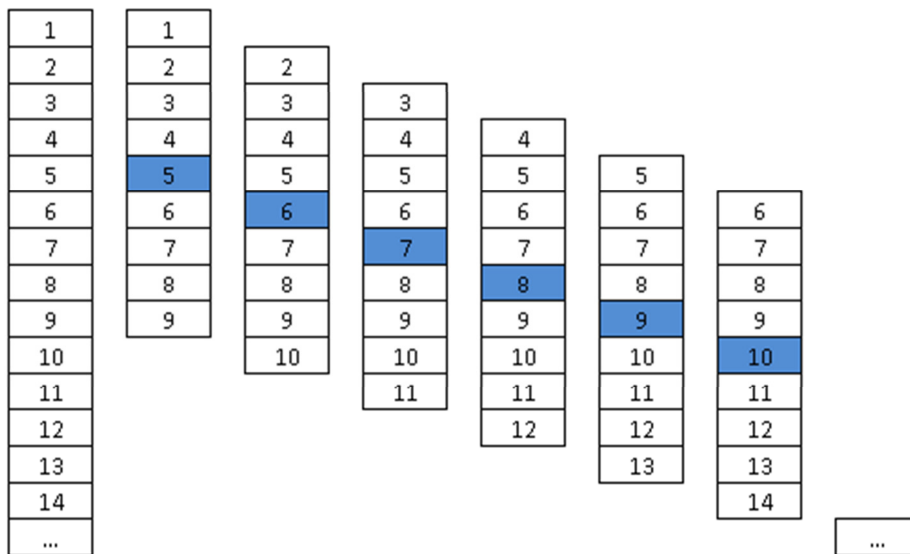 1 1
2 2 2
3 3 3 3
4 4 4 4 4
5 5 5 5 5 5
6 6 6 6 6 6 6
7 7 7 7 7 7 7
8 8 8 8 8 8 8
9 9 9 9 9 9 9
10 10 10 10 10 10
11 11 11 11 11
12 12 12 12
13 13 13
14 14
... ...